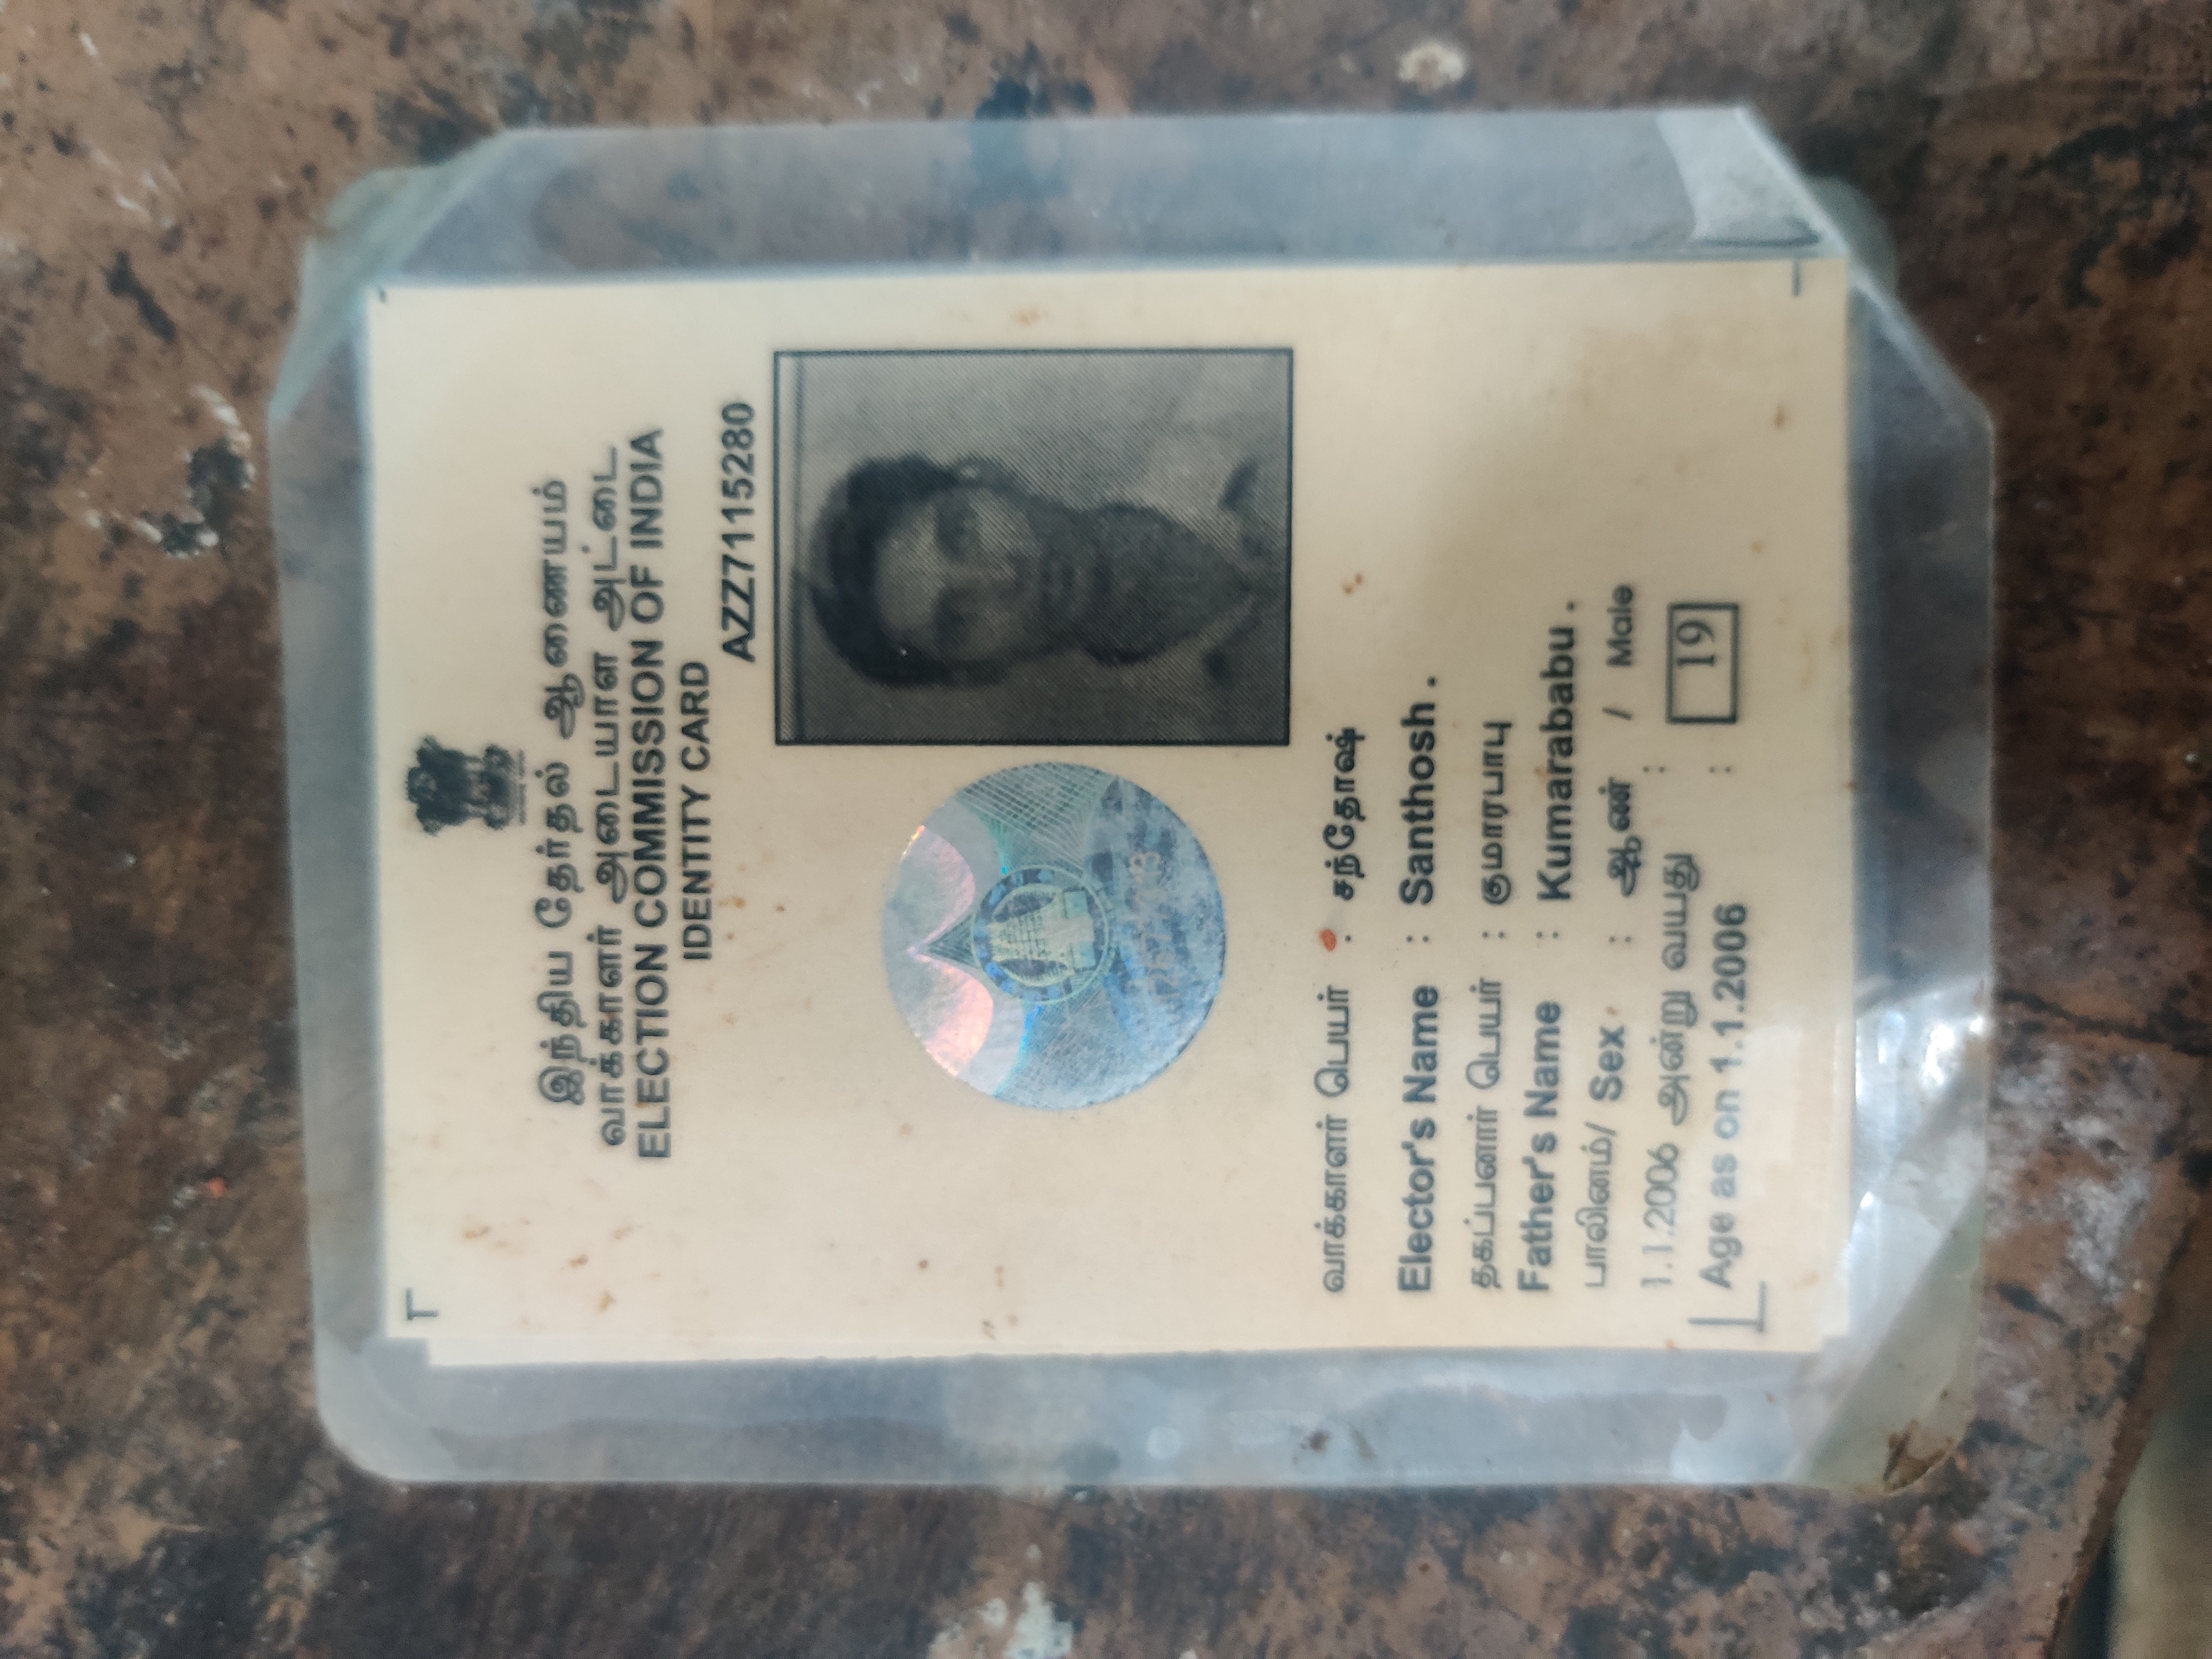 இந்திய தேர்தல் ஆணையம்
வாக்காளர் அடையாள அட்டை
ELECTION COMMISSION OF INDIA
IDENTITY CARD
AZZ7115280
வாக்காளர் பெயர் : சந்தோஷ்
Elector's Name : Santhosh .
தகப்பனார் பெயர் : குமாரபாபு
Father's Name : Kumarababu .
பாலினம்/ Sex : ஆண் / Male
1.1.2006 அன்று வயது :
Age as on 1.1.2006 : 19